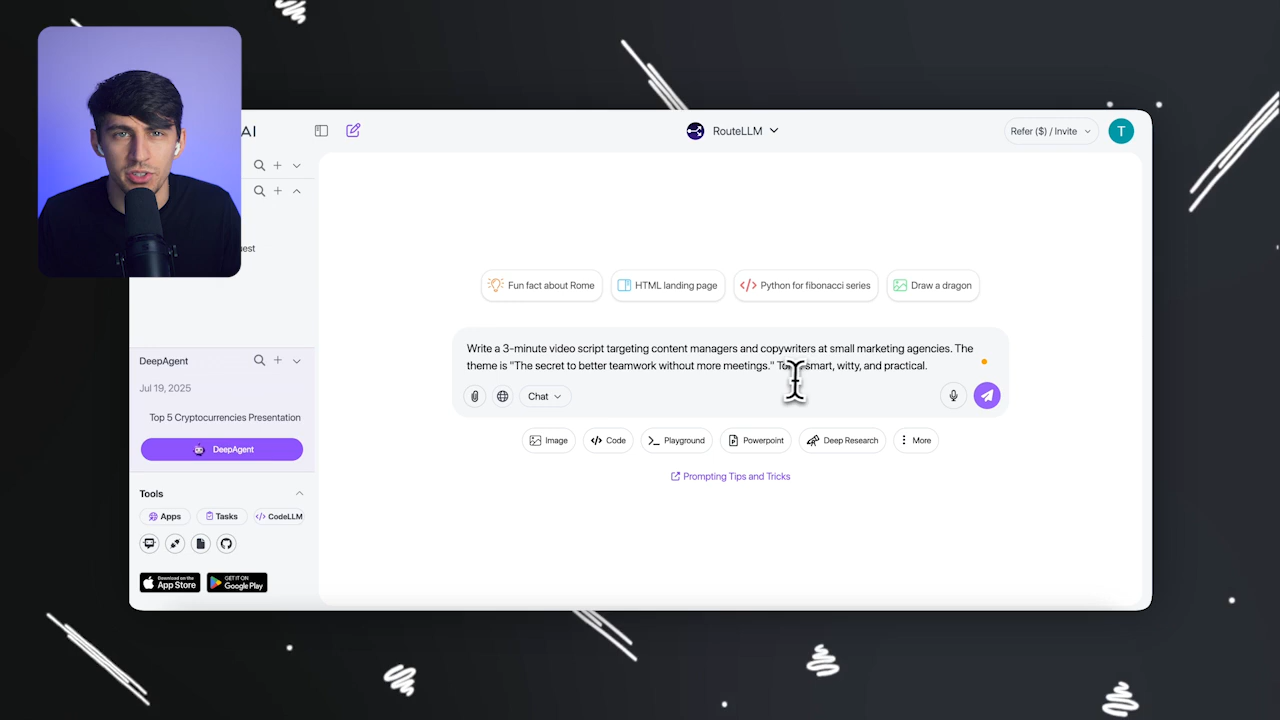 AI
RouteLLM
Refer ($) / Invite
T
Fun fact about Rome
HTML landing page
Python for fibonacci series
Draw a dragon
Write a 3-minute video script targeting content managers and copywriters at small marketing agencies. The
theme is "The secret to better teamwork without more meetings." smart, witty, and practical.
Chat
Image
Code
Playground
Powerpoint
Deep Research
More
Prompting Tips and Tricks
DeepAgent
Jul 19, 2025
Top 5 Cryptocurrencies Presentation
DeepAgent
Tools
Apps
Tasks
CodeLLM
Download on the
App Store
GET IT ON
Google Play